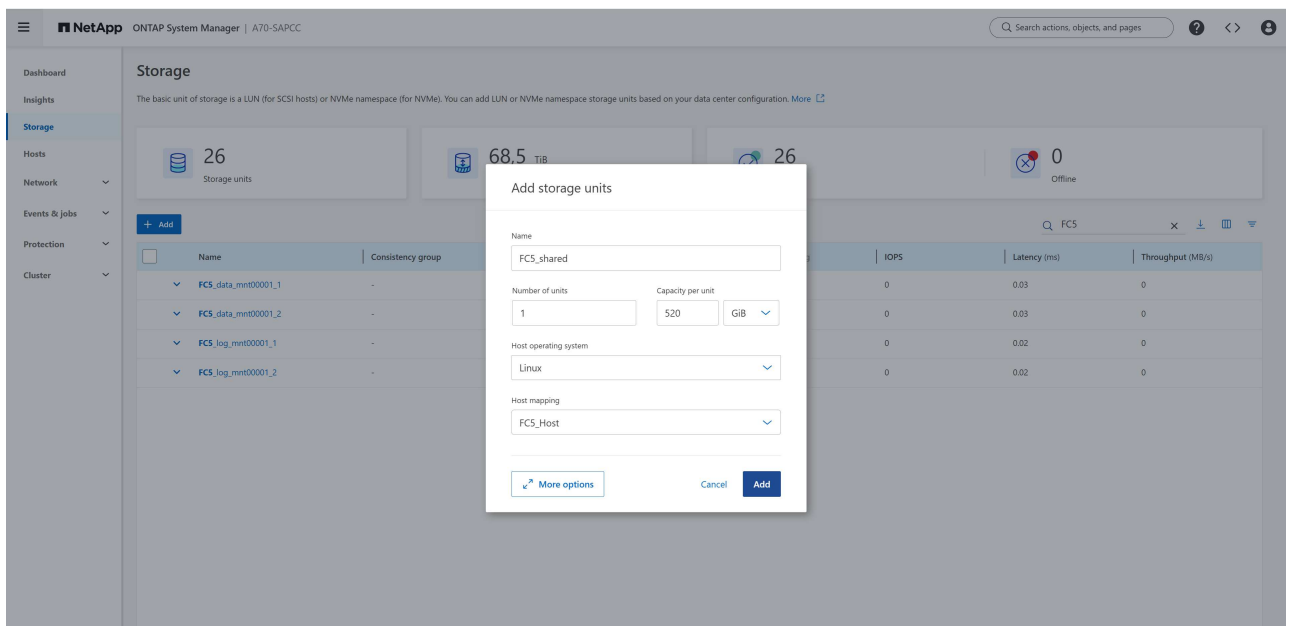 NetApp ONTAP System Manager | A70-SAPCC Search actions, objects, and pages
Dashboard
Insights
Storage
Hosts
Network
Events & jobs
Protection
Cluster
Storage
The basic unit of storage is a LUN (for SCSI hosts) or NVMe namespace (for NVMe). You can add LUN or NVMe namespace storage units based on your data center configuration. More
26
Storage units
68,5 TiB
26
0
Offline
+ Add FC5
Name Consistency group IOPS Latency (ms) Throughput (MB/s)
FC5_data_mnt00001_1 - 0 0.03 0
FC5_data_mnt00001_2 - 0 0.03 0
FC5_log_mnt00001_1 - 0 0.02 0
FC5_log_mnt00001_2 - 0 0.02 0
Add storage units
Name
FC5_shared
Number of units Capacity per unit
1 520 GiB
Host operating system
Linux
Host mapping
FC5_Host
More options Cancel Add